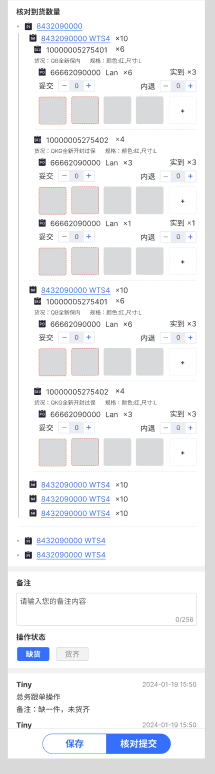 核对到货数量
8432090000
8432090000 WTS4 ×10
10000005275401 ×6
货况：QB全新保内 规格：颜色:红,尺寸:L
66662090000 Lan ×6 实到 ×3
妥交 − 0 + 内退 − 0 +
+
10000005275402 ×4
货况：QKG全新开封过保 规格：颜色:红,尺寸:L
66662090000 Lan ×3 实到 ×3
妥交 − 0 + 内退 − 0 +
+
66662090000 Lan ×1 实到 ×1
妥交 − 0 + 内退 − 0 +
8432090000 WTS4 ×10
10000005275401 ×6
货况：QB全新保内 规格：颜色:红,尺寸:L
66662090000 Lan ×6 实到 ×3
妥交 − 0 + 内退 − 0 +
+
10000005275402 ×4
货况：QKG全新开封过保 规格：颜色:红,尺寸:L
66662090000 Lan ×3 实到 ×3
妥交 − 0 + 内退 − 0 +
+
8432090000 WTS4 ×10
8432090000 WTS4 ×10
8432090000 WTS4 ×10
8432090000 WTS4
8432090000 WTS4
备注
请输入您的备注内容
0/256
操作状态
缺货 货齐
Tiny 2024-01-19 15:50
总务跟单操作
备注：缺一件，未货齐
Tiny 2024-01-19 15:50
保存 核对提交